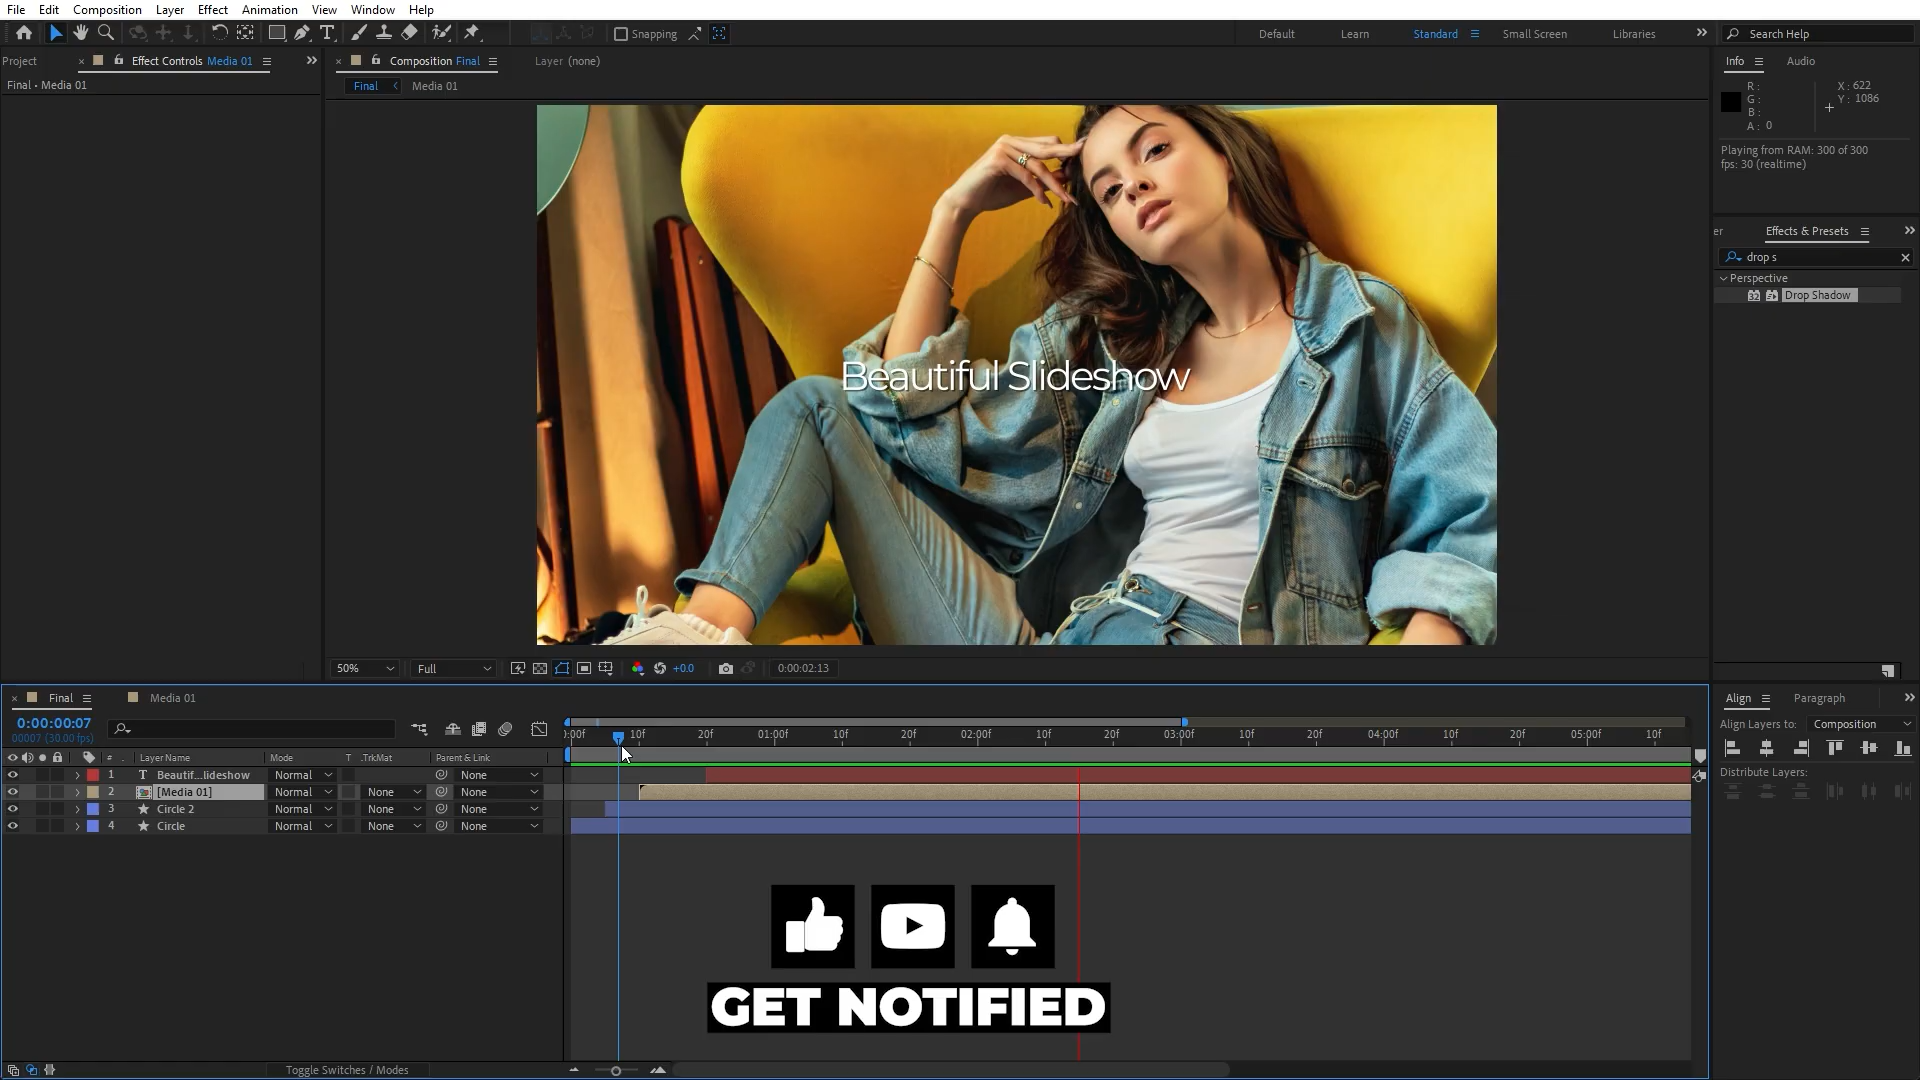 File Edit Composition Layer Effect Animation View Window Help
Snapping
Default Learn Standard Small Screen Libraries
Search Help
Project
Effect Controls Media 01
Composition Final
Layer (none)
Info Audio
Final • Media 01
Final Media 01
R :
G :
B :
A : 0
X : 622
Y : 1086
Playing from RAM: 300 of 300
fps: 30 (realtime)
er Effects & Presets
drop s
Perspective
32 Drop Shadow
Beautiful Slideshow
50% Full +0.0 0:00:02:13
Final Media 01
Align Paragraph
0:00:00:07
00007 (30.00 fps)
Align Layers to: Composition
:00f 10f 20f 01:00f 10f 20f 02:00f 10f 20f 03:00f 10f 20f 04:00f 10f 20f 05:00f 10f
# . Layer Name Mode T .TrkMat Parent & Link
1 T Beautif...lideshow Normal None
2 [Media 01] Normal None None
3 Circle 2 Normal None None
4 Circle Normal None None
Distribute Layers:
GET NOTIFIED
Toggle Switches / Modes